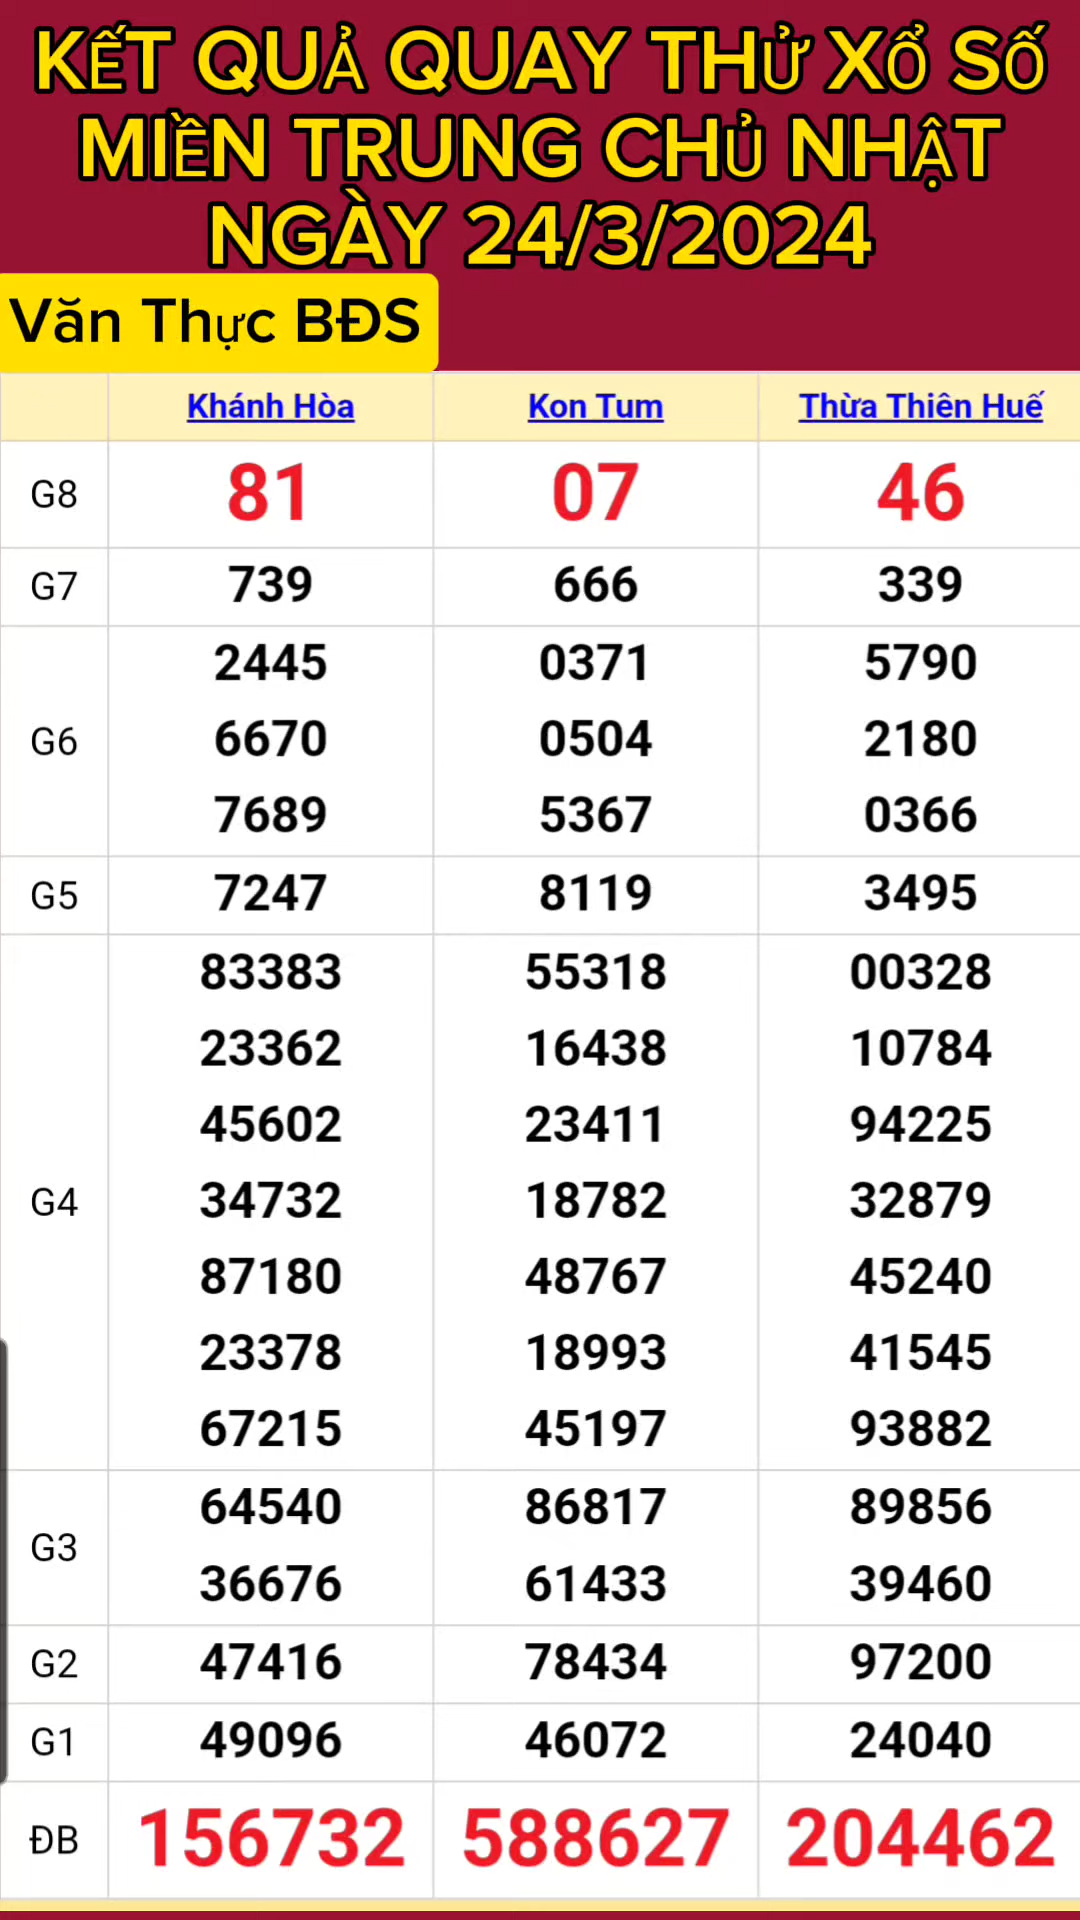 KẾT QUẢ QUAY THỬ XỔ SỐ
MIỀN TRUNG CHỦ NHẬT
NGÀY 24/3/2024
Văn Thực BĐS
Khánh Hòa Kon Tum Thừa Thiên Huế
G8 81 07 46
G7 739 666 339
2445 0371 5790
G6 6670 0504 2180
7689 5367 0366
G5 7247 8119 3495
83383 55318 00328
23362 16438 10784
45602 23411 94225
G4 34732 18782 32879
87180 48767 45240
23378 18993 41545
67215 45197 93882
G3 64540 86817 89856
36676 61433 39460
G2 47416 78434 97200
G1 49096 46072 24040
ĐB 156732 588627 204462